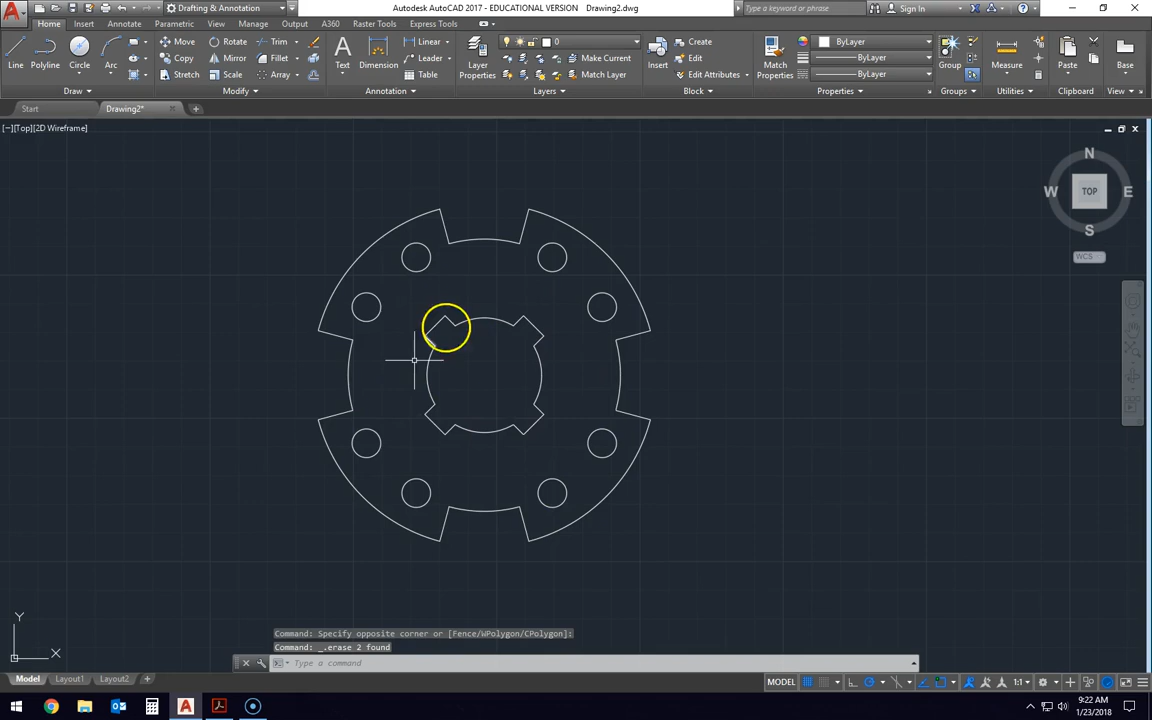 Drafting & Annotation
Autodesk AutoCAD 2017 - EDUCATIONAL VERSION Drawing2.dwg
Type a keyword or phrase
Sign In
Home Insert Annotate Parametric View Manage Output A360 Raster Tools Express Tools
Line Polyline Circle Arc
Move Rotate Trim
Copy Mirror Fillet
Stretch Scale Array
Text Dimension
Linear
Leader
Table
Layer Properties
0
Make Current
Match Layer
Insert
Create
Edit
Edit Attributes
Match Properties
ByLayer
ByLayer
ByLayer
Group
Measure
Paste
Base
Draw Modify Annotation Layers Block Properties Groups Utilities Clipboard View
Start Drawing2*
[−][Top][2D Wireframe]
N
W TOP E
S
WCS
Y
X
Command: Specify opposite corner or [Fence/WPolygon/CPolygon]:
Command: _.erase 2 found
Type a command
Model Layout1 Layout2
MODEL
1:1
9:22 AM
1/23/2018